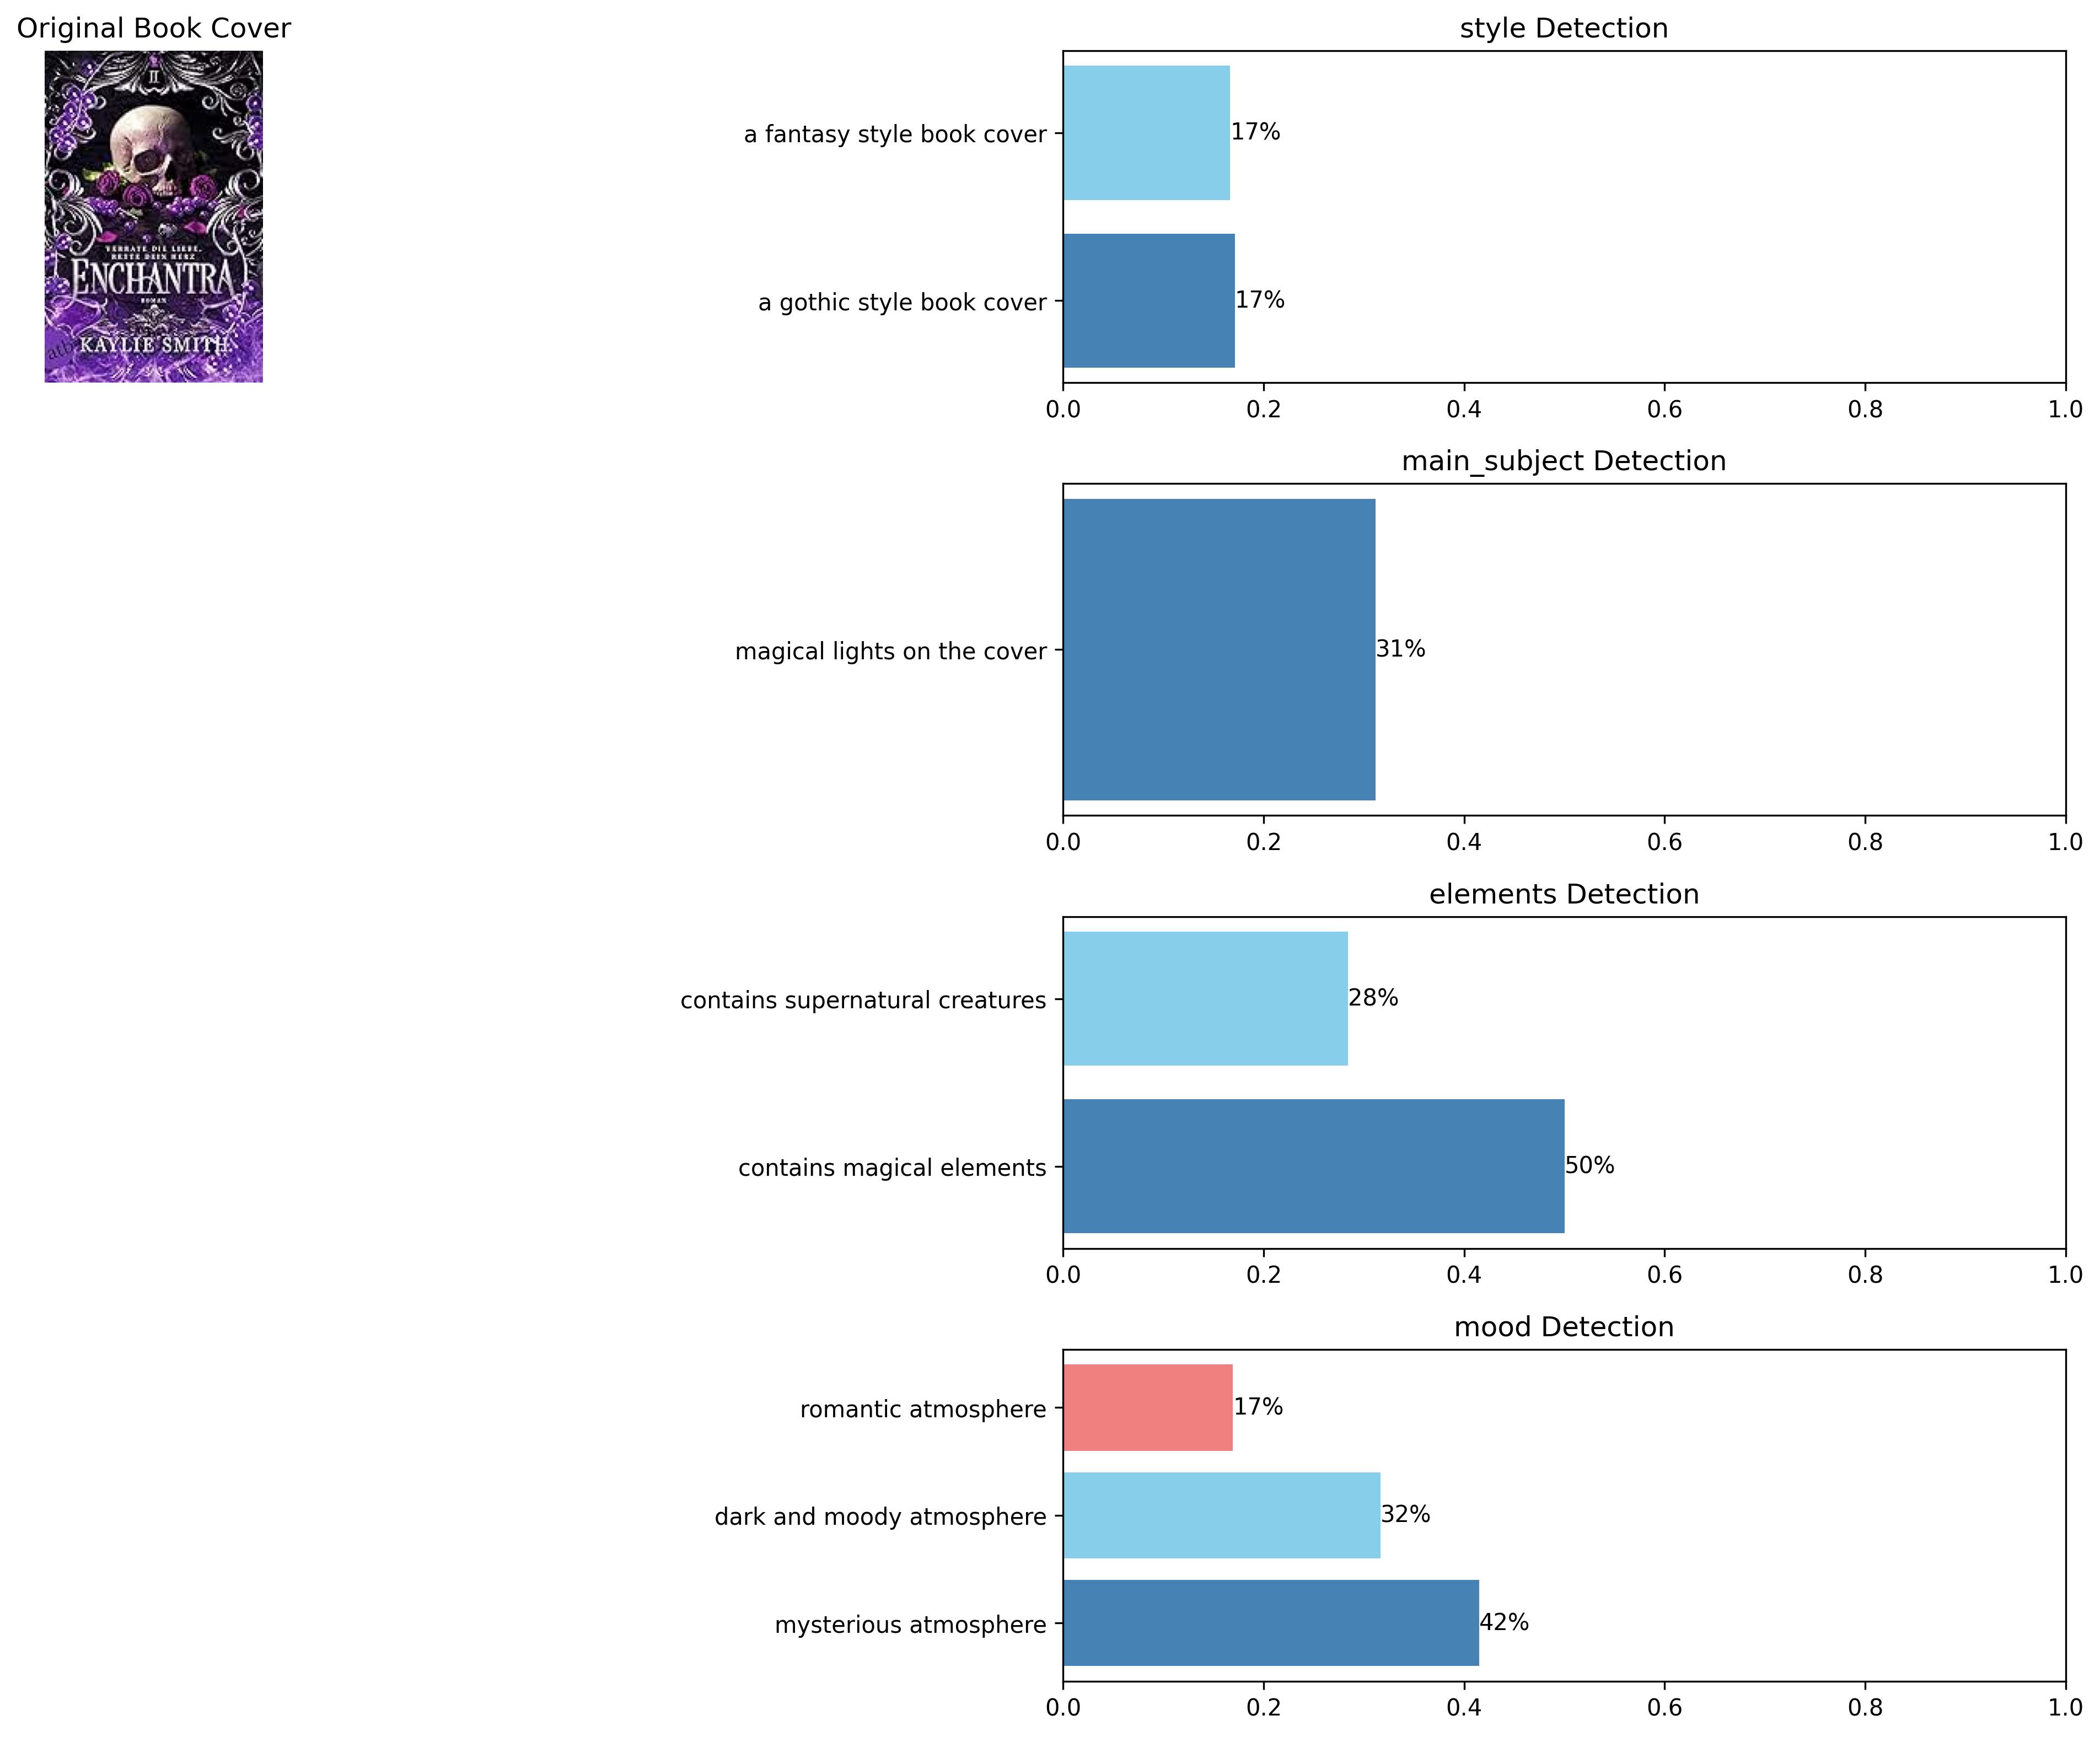 Original Book Cover
II
VERRATE DIE LIEBE,
RETTE DEIN HERZ
ENCHANTRA
ROMAN
KAYLIE SMITH
style Detection
a fantasy style book cover
17%
a gothic style book cover
17%
0.0 0.2 0.4 0.6 0.8 1.0
main_subject Detection
magical lights on the cover
31%
0.0 0.2 0.4 0.6 0.8 1.0
elements Detection
contains supernatural creatures
28%
contains magical elements
50%
0.0 0.2 0.4 0.6 0.8 1.0
mood Detection
romantic atmosphere
17%
dark and moody atmosphere
32%
mysterious atmosphere
42%
0.0 0.2 0.4 0.6 0.8 1.0